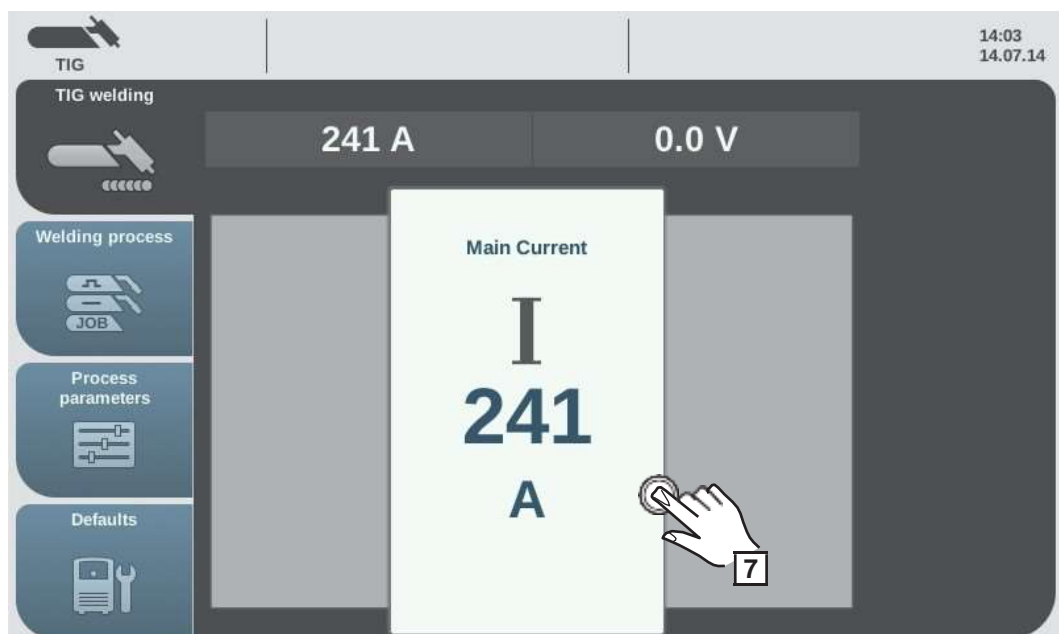 TIG
14:03
14.07.14
TIG welding
241 A
0.0 V
Welding process
JOB
Process
parameters
Defaults
Main Current
I
241
A
7